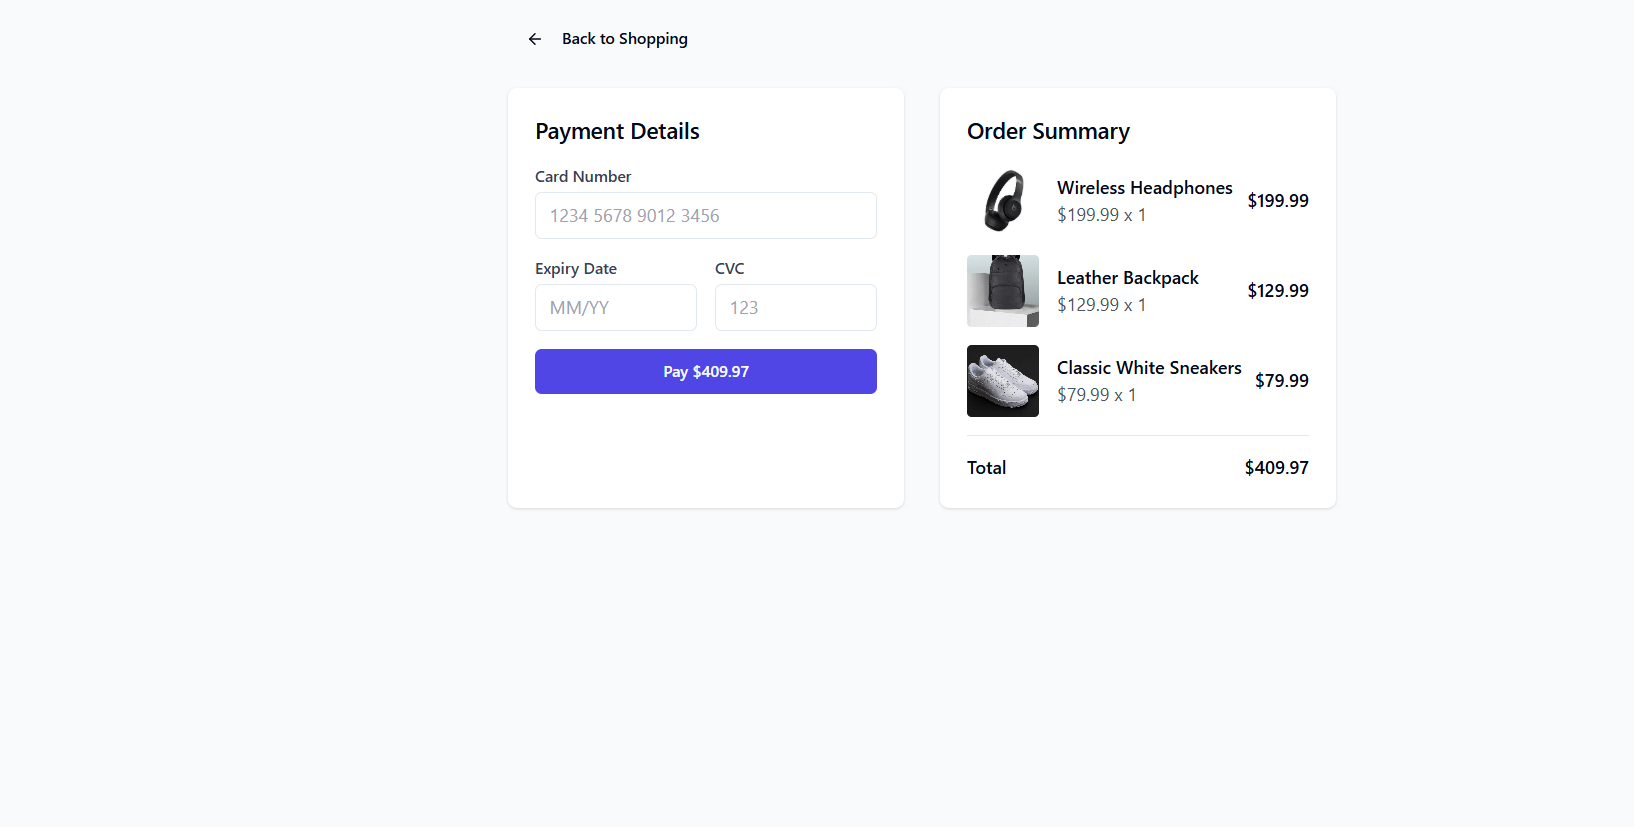 Back to Shopping
Payment Details
Card Number
1234 5678 9012 3456
Expiry Date
CVC
MM/YY
123
Pay $409.97
Order Summary
Wireless Headphones
$199.99 x 1
$199.99
Leather Backpack
$129.99 x 1
$129.99
Classic White Sneakers
$79.99 x 1
$79.99
Total
$409.97